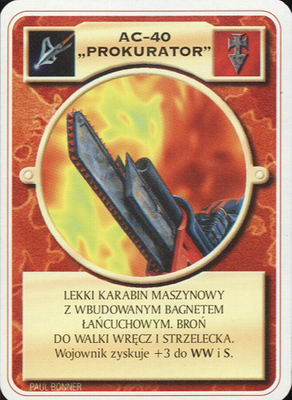 AC-40
„PROKURATOR”
LEKKI KARABIN MASZYNOWY
Z WBUDOWANYM BAGNETEM
ŁAŃCUCHOWYM. BROŃ
DO WALKI WRĘCZ I STRZELECKA.
Wojownik zyskuje +3 do WW i S.
PAUL BONNER